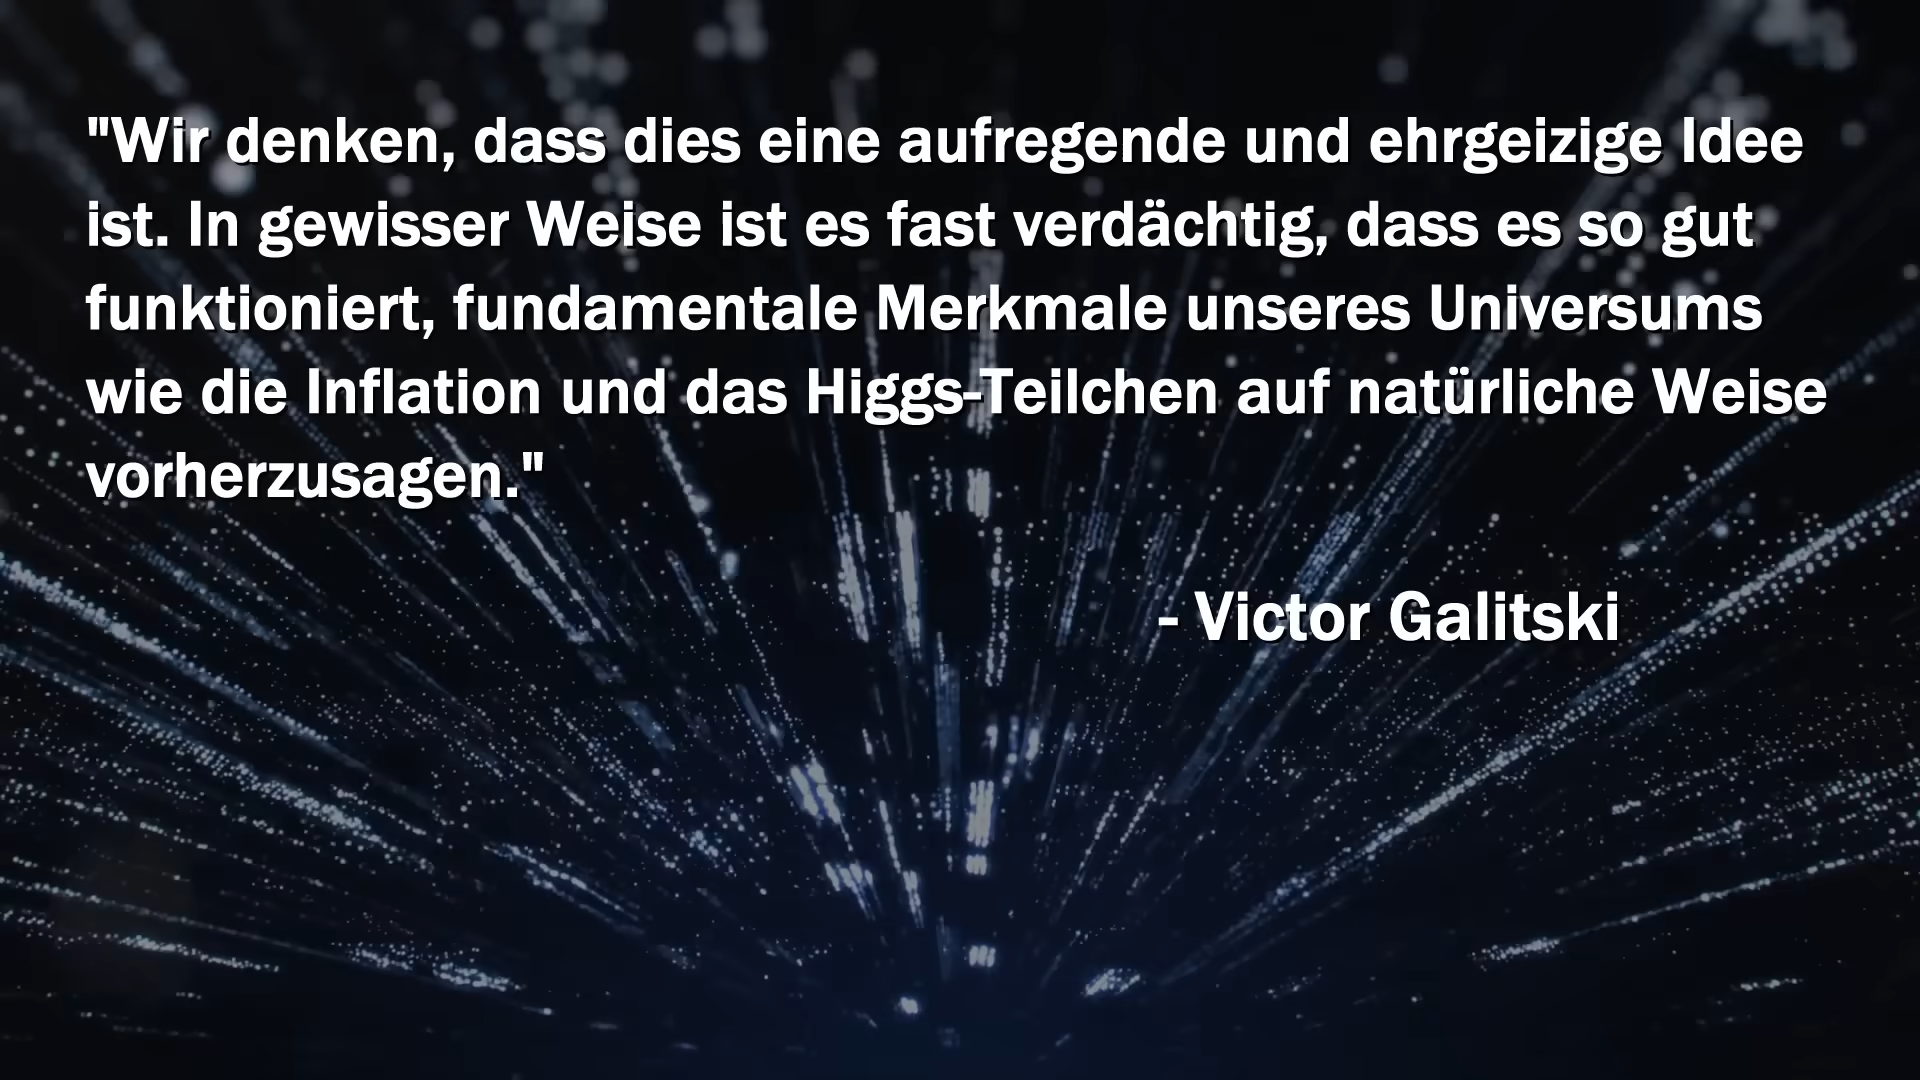 "Wir denken, dass dies eine aufregende und ehrgeizige Idee
ist. In gewisser Weise ist es fast verdächtig, dass es so gut
funktioniert, fundamentale Merkmale unseres Universums
wie die Inflation und das Higgs-Teilchen auf natürliche Weise
vorherzusagen."
- Victor Galitski